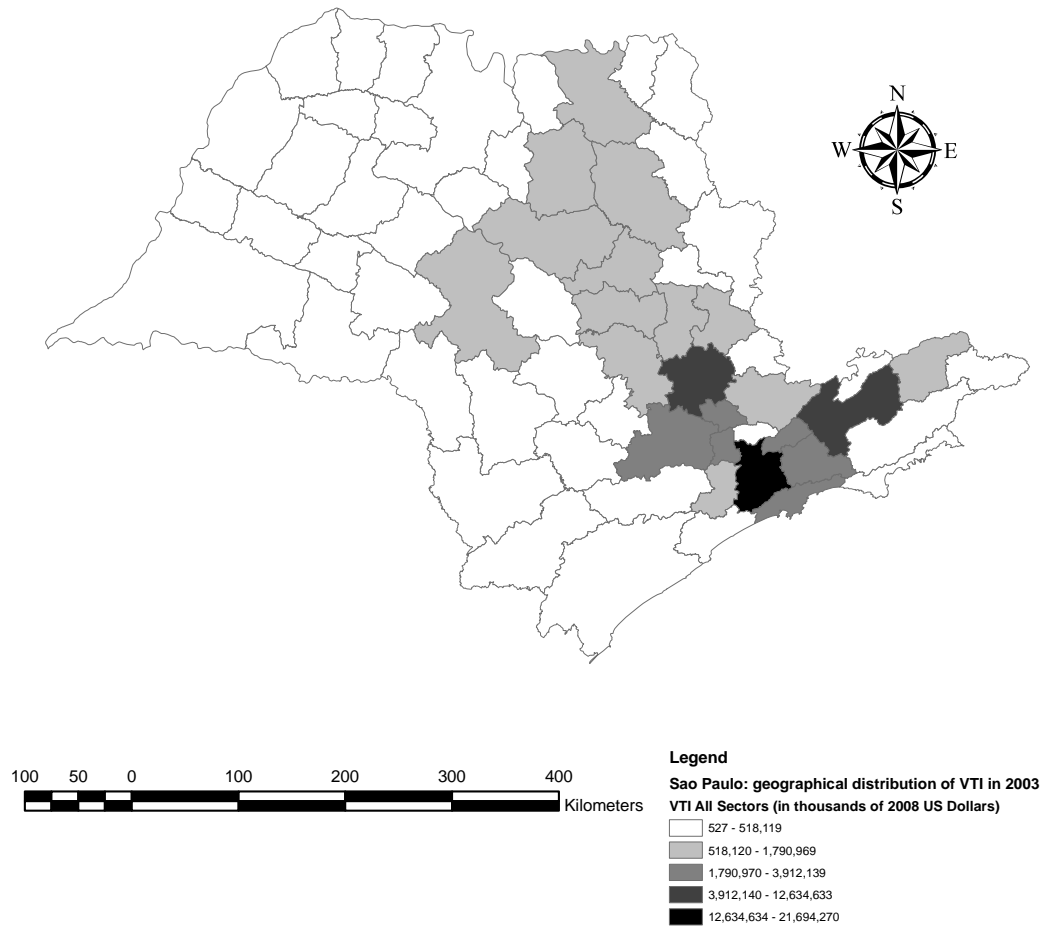 N
W E
S
100 50 0 100 200 300 400
Kilometers
Legend
Sao Paulo: geographical distribution of VTI in 2003
VTI All Sectors (in thousands of 2008 US Dollars)
527 - 518,119
518,120 - 1,790,969
1,790,970 - 3,912,139
3,912,140 - 12,634,633
12,634,634 - 21,694,270